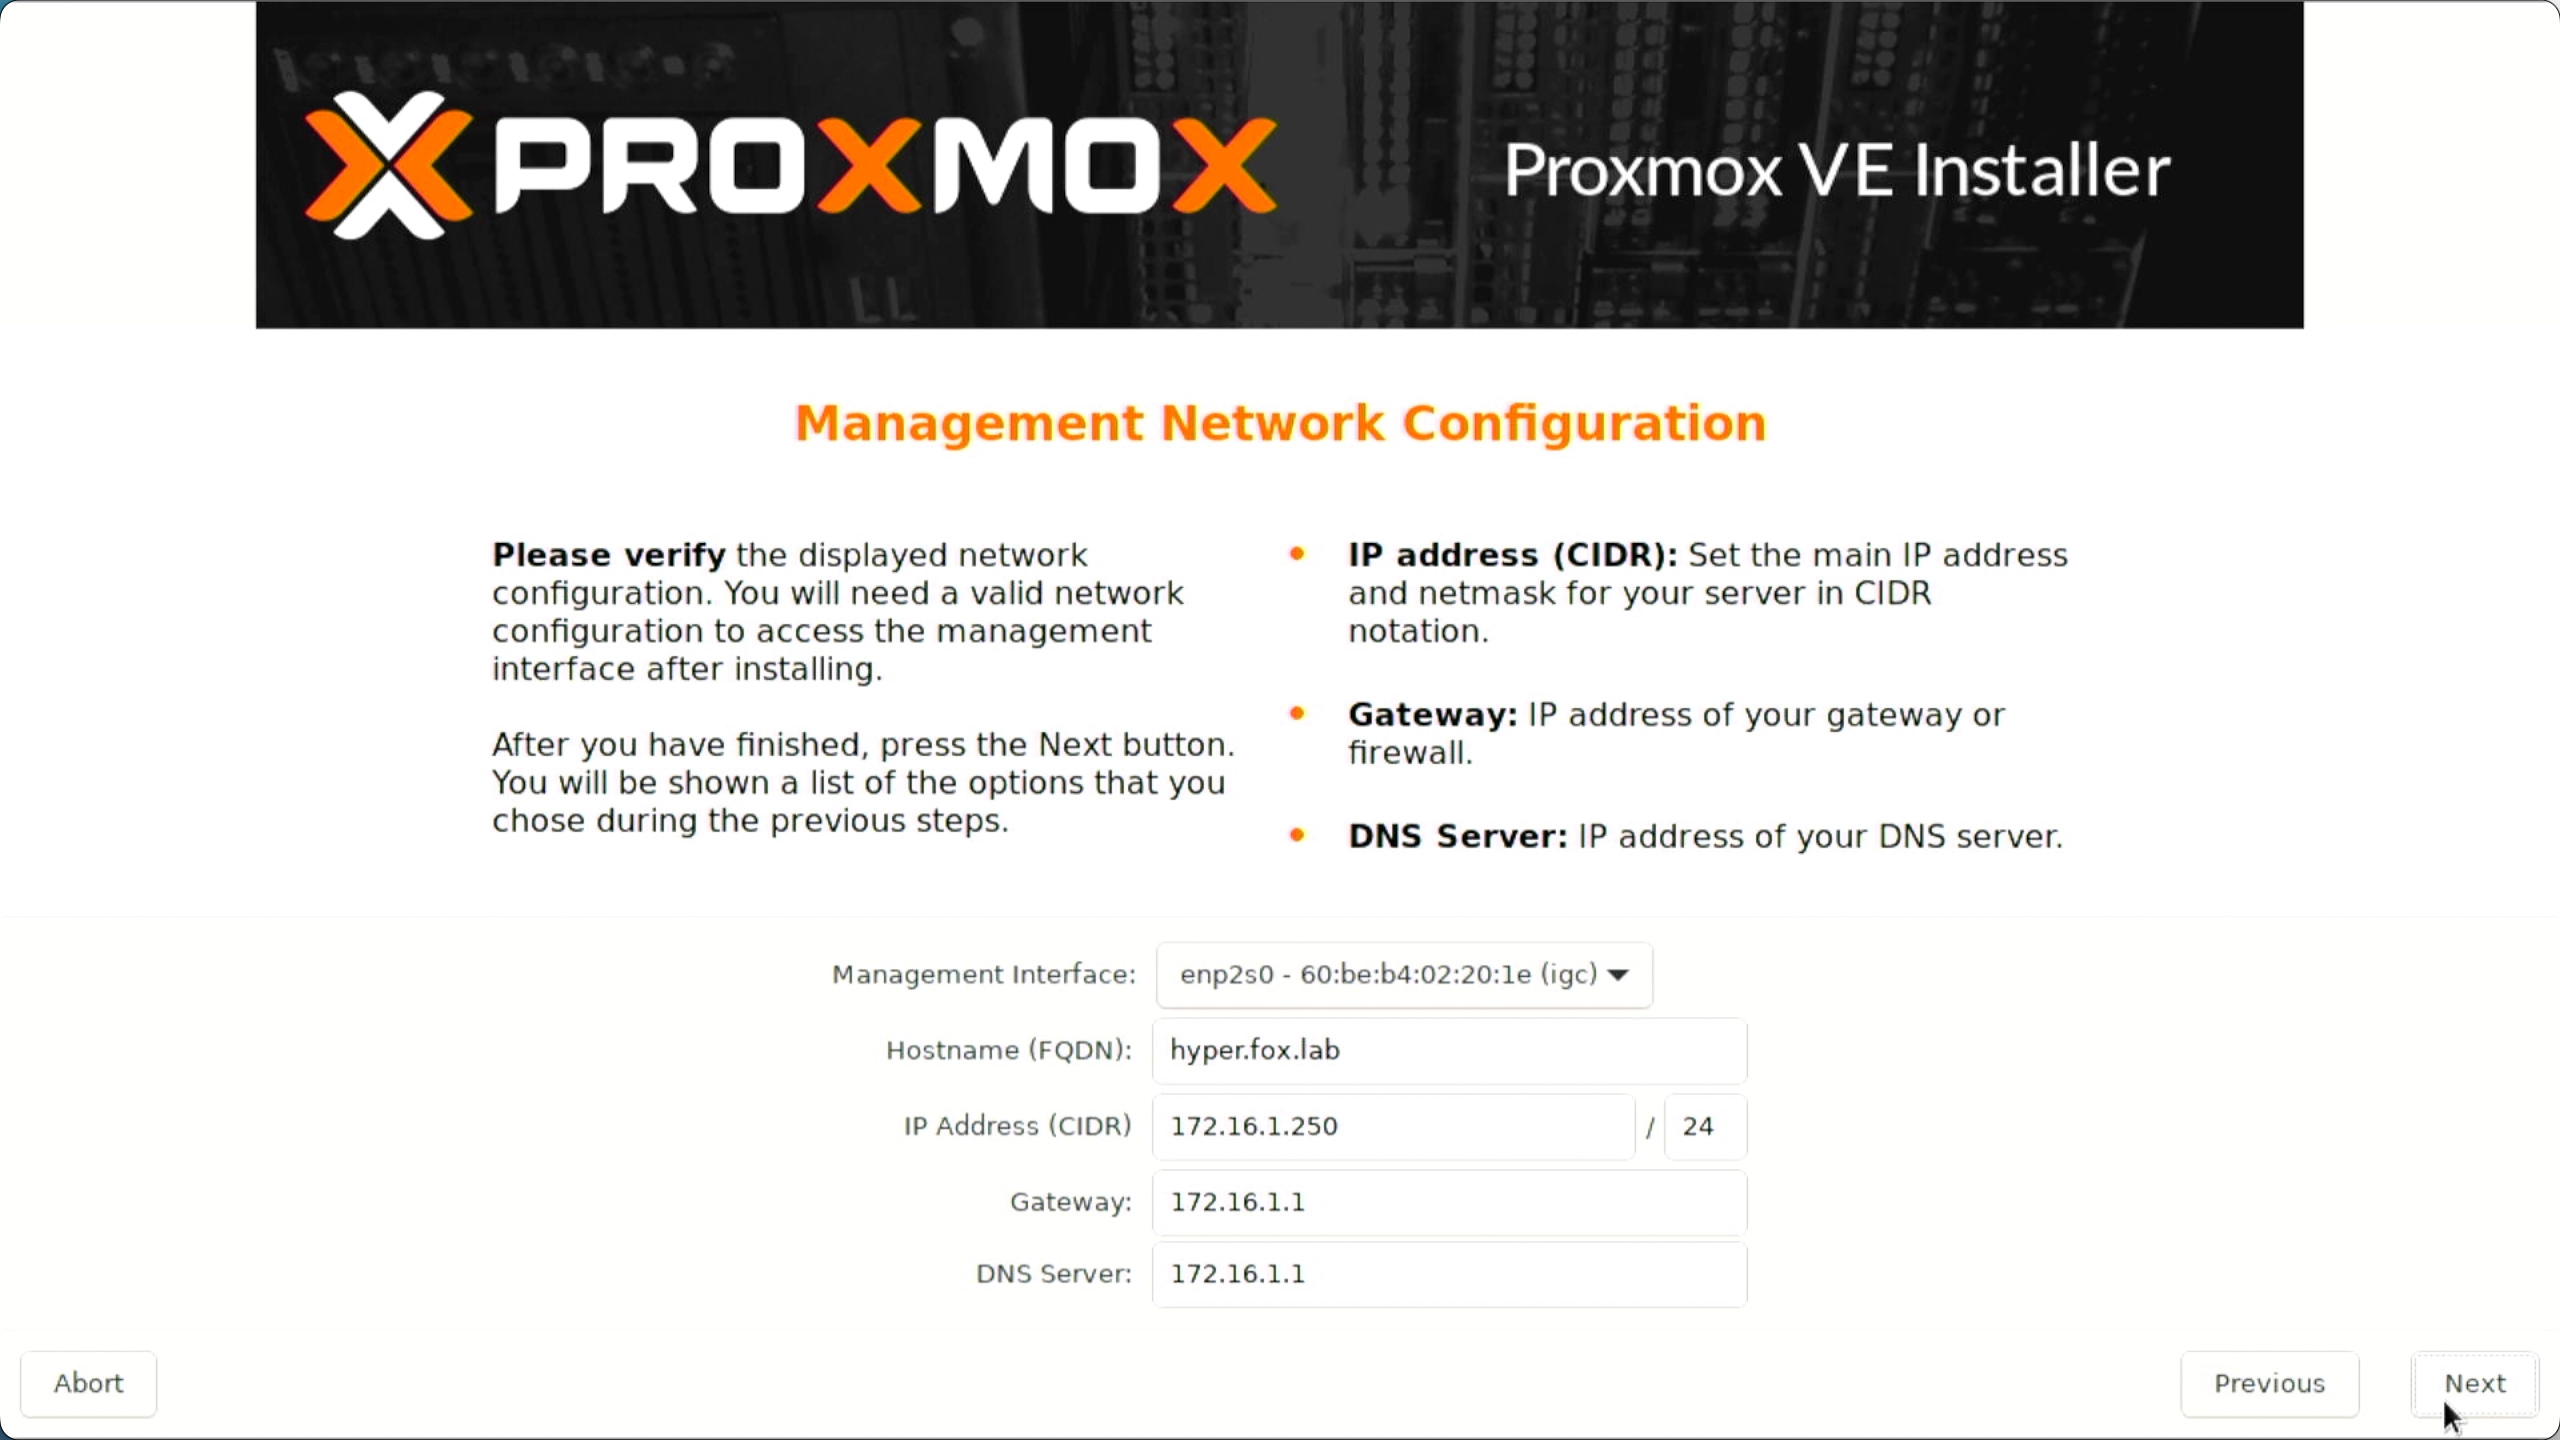 PROXMOX
Proxmox VE Installer
Management Network Configuration
Please verify the displayed network
configuration. You will need a valid network
configuration to access the management
interface after installing.
After you have finished, press the Next button.
You will be shown a list of the options that you
chose during the previous steps.
IP address (CIDR): Set the main IP address
and netmask for your server in CIDR
notation.
Gateway: IP address of your gateway or
firewall.
DNS Server: IP address of your DNS server.
Management Interface: enp2s0 - 60:be:b4:02:20:1e (igc)
Hostname (FQDN): hyper.fox.lab
IP Address (CIDR) 172.16.1.250 / 24
Gateway: 172.16.1.1
DNS Server: 172.16.1.1
Abort Previous Next